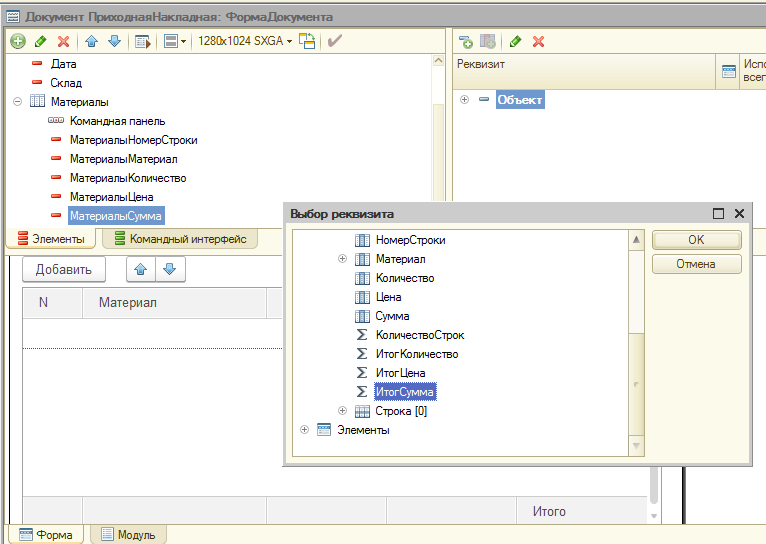 Документ ПриходнаяНакладная: ФормаДокумента
1280x1024 SXGA
Дата
Склад
Материалы
Командная панель
МатериалыНомерСтроки
МатериалыМатериал
МатериалыКоличество
МатериалыЦена
МатериалыСумма
Элементы
Командный интерфейс
Реквизит
Испо
всег
Объект
Добавить
N
Материал
Итого
Форма
Модуль
Выбор реквизита
НомерСтроки
Материал
Количество
Цена
Сумма
КоличествоСтрок
ИтогКоличество
ИтогЦена
ИтогСумма
Строка [0]
Элементы
OK
Отмена